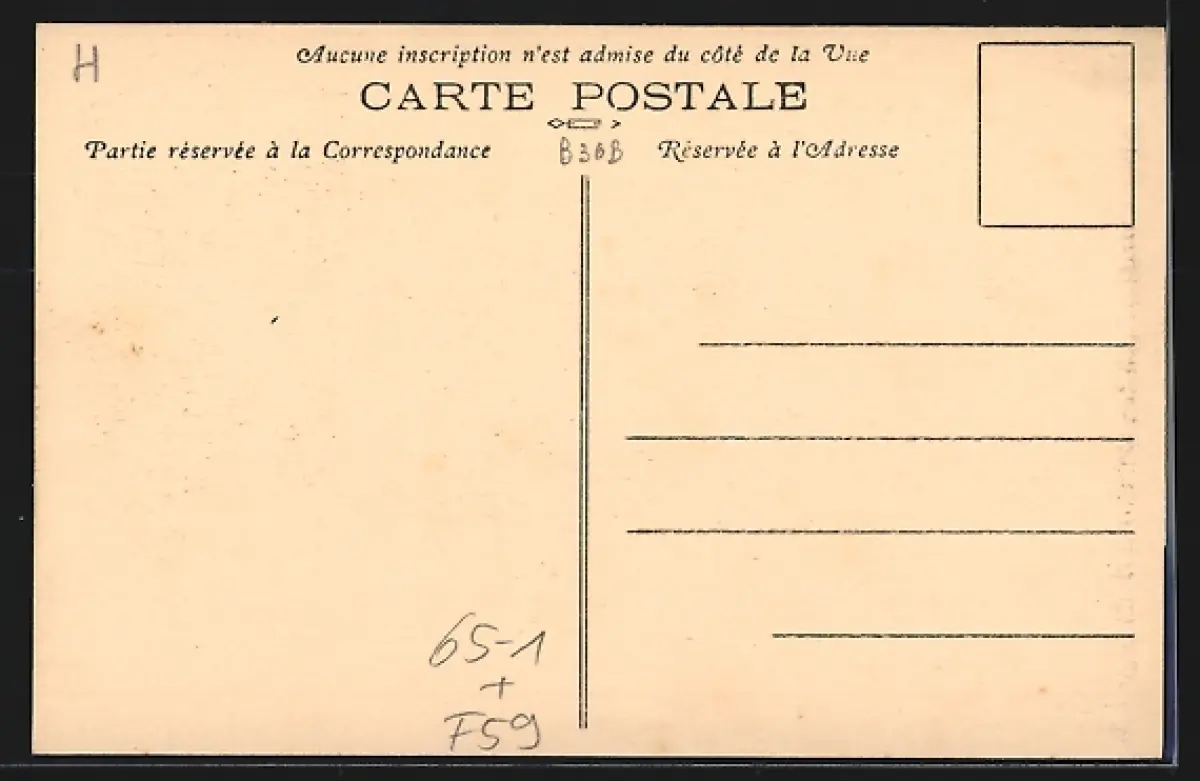 H
Aucune inscription n'est admise du côté de la Vue
CARTE POSTALE
Partie réservée à la Correspondance
B36B
Réservée à l'Adresse
65-1
+
F59